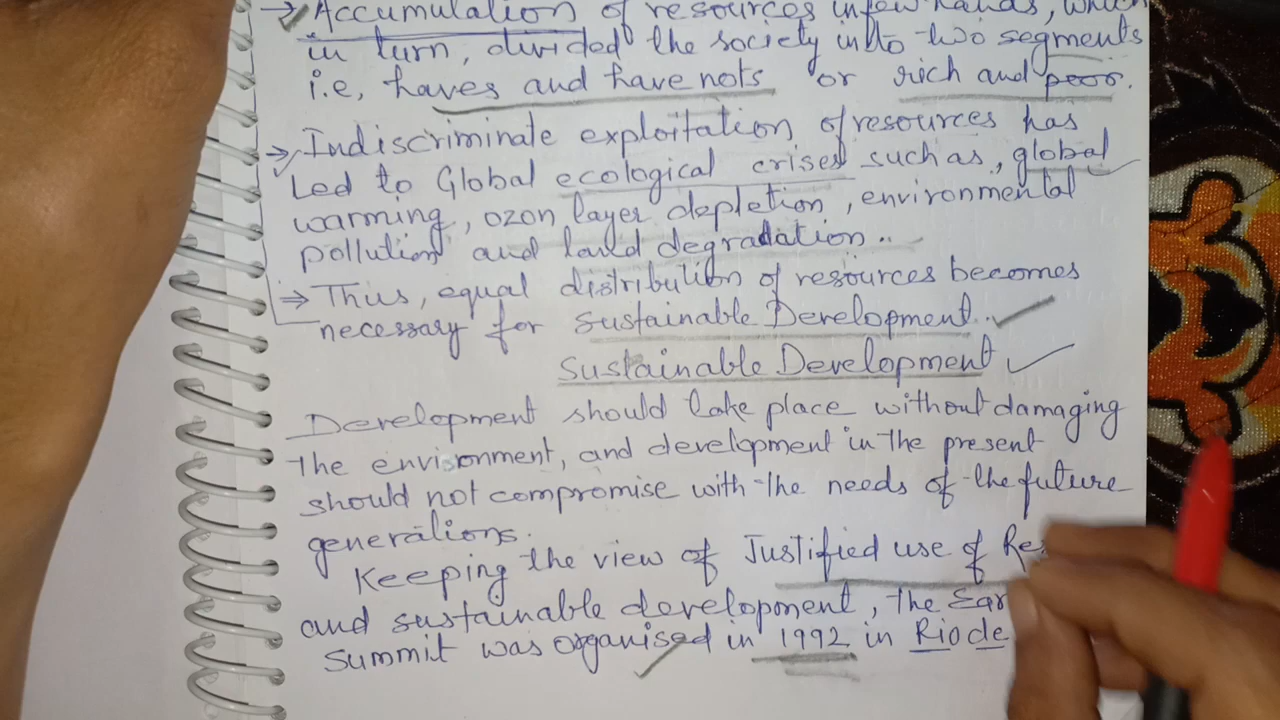 → Accumulation of resources in few hands, which
in turn, divided the society into two segments
i.e, haves and have nots or rich and poor.
⇒ Indiscriminate exploitation of resources has
Led to Global ecological crises such as, global
warming, ozon layer depletion, environmental
pollution and land degradation..
⇒ Thus, equal distribution of resources becomes
necessary for sustainable Development.
Sustainable Development
Development should take place without damaging
the environment, and development in the present
should not compromise with the needs of the future
generations.
Keeping the view of Justified use of Res
and sustainable development, the Ear
Summit was organised in 1992 in Rio de